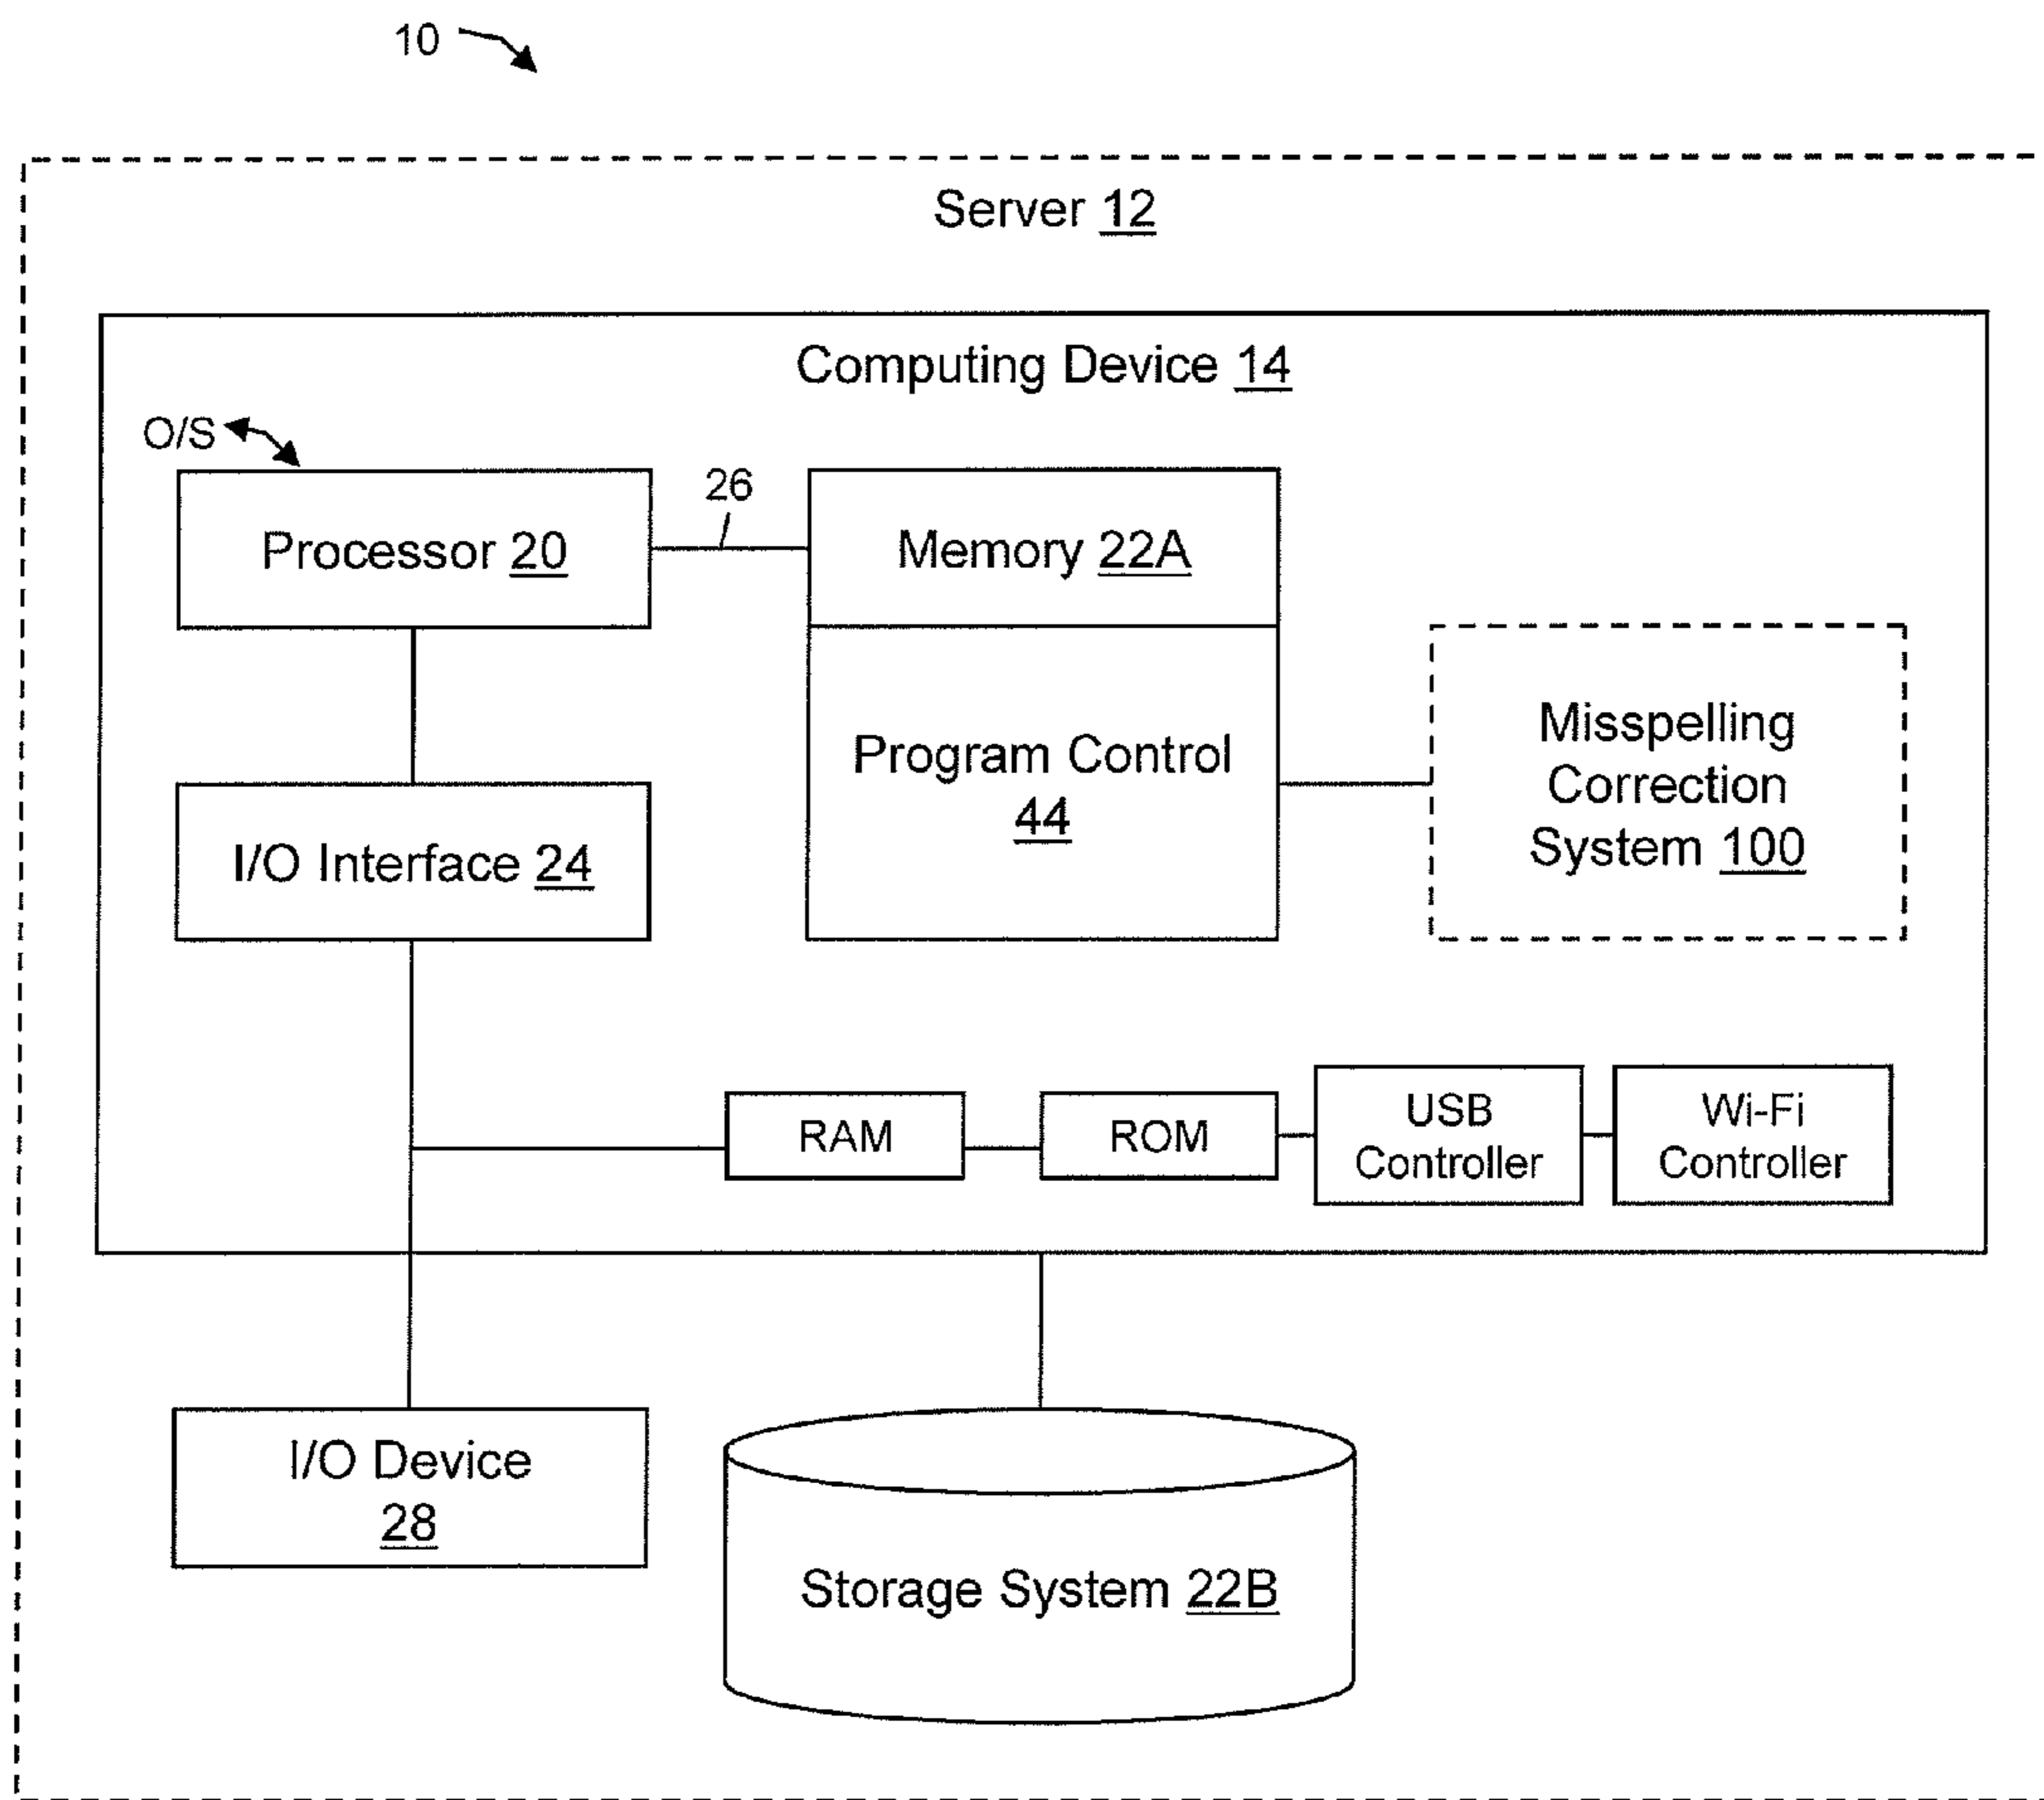 10
Server 12
Computing Device 14
O/S
26
Processor 20
Memory 22A
Program Control
44
Misspelling
Correction
System 100
I/O Interface 24
RAM
ROM
USB
Controller
Wi-Fi
Controller
I/O Device
28
Storage System 22B